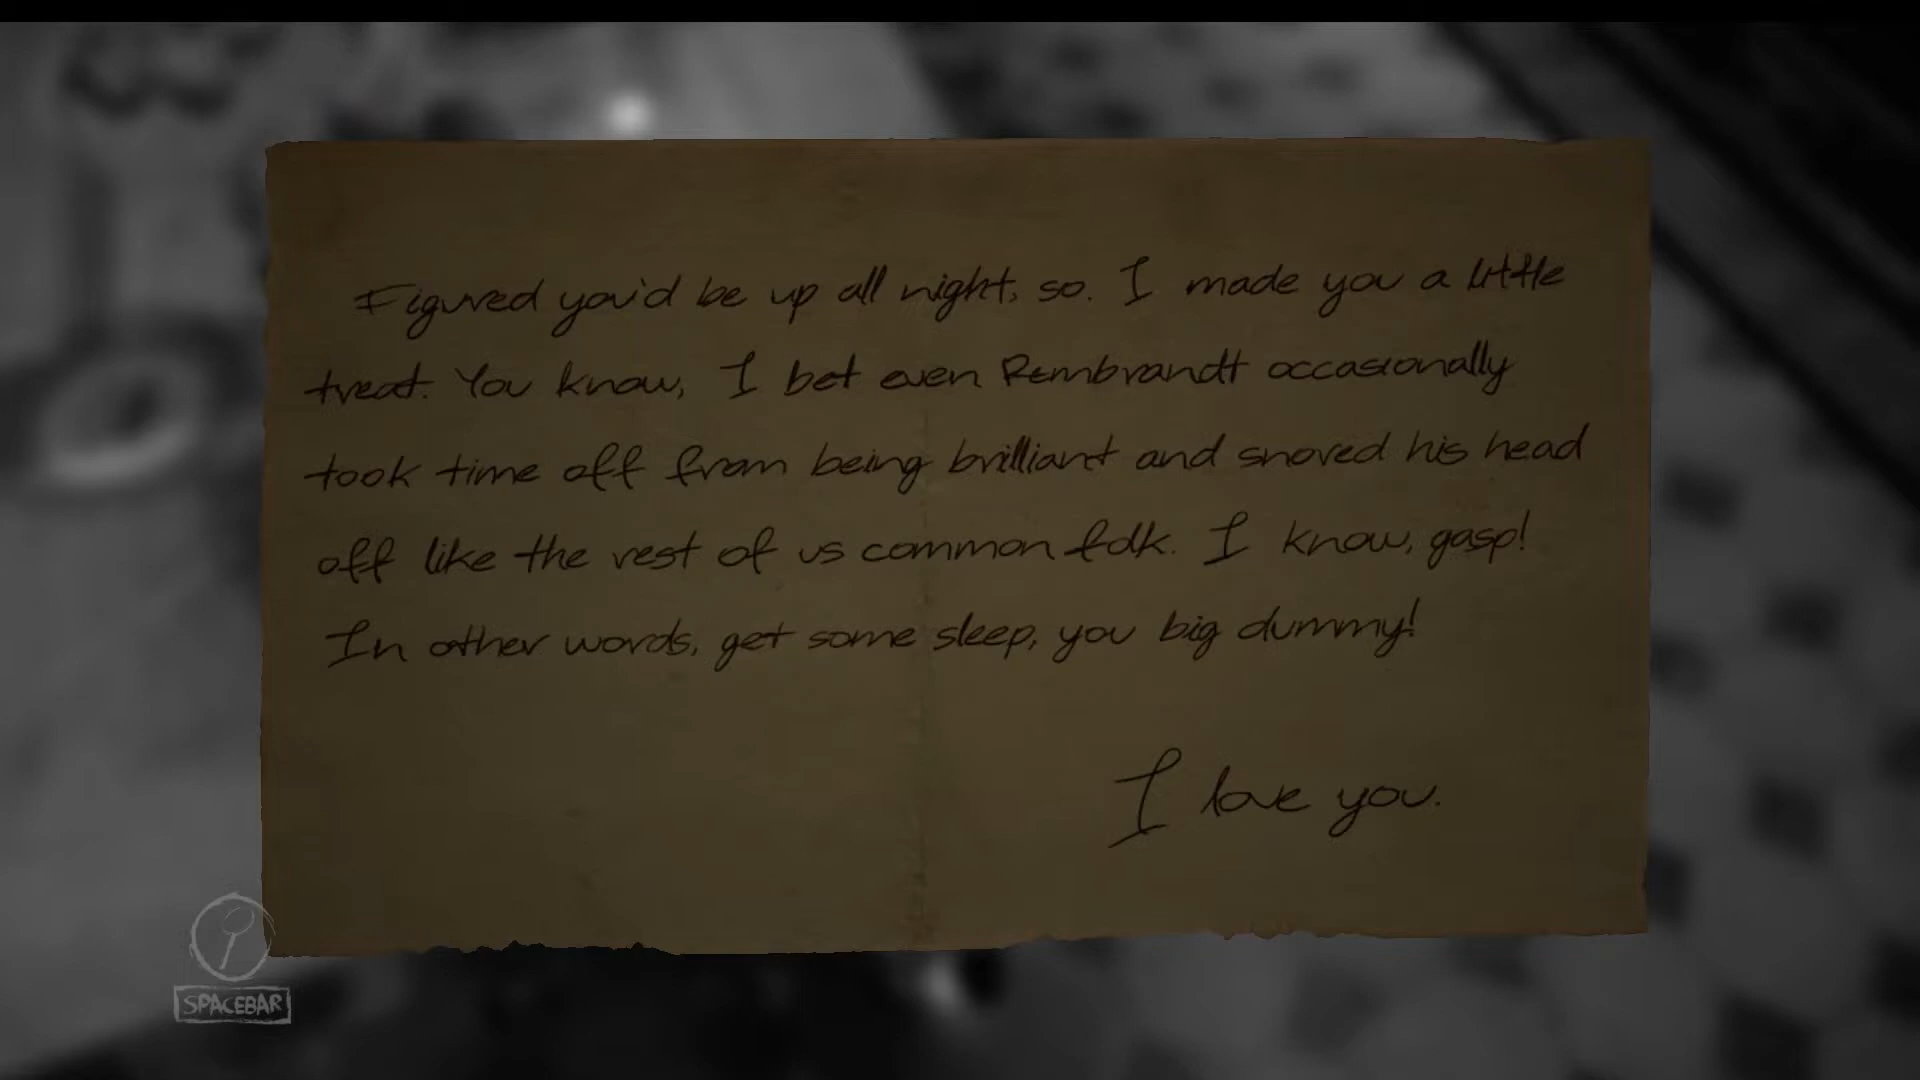 Figured you'd be up all night, so. I made you a little
treat. You know, I bet even Rembrandt occasionally
took time off from being brilliant and snored his head
off like the rest of us common folk. I know, gasp!
In other words, get some sleep, you big dummy!
I love you.
SPACEBAR